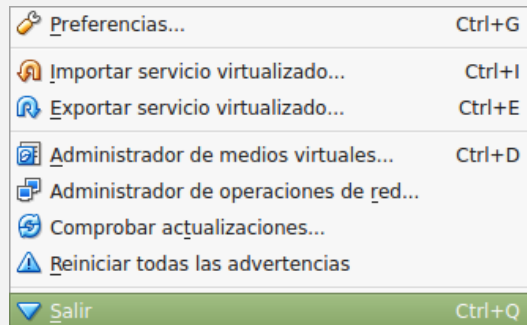 Preferencias... Ctrl+G
Importar servicio virtualizado... Ctrl+I
Exportar servicio virtualizado... Ctrl+E
Administrador de medios virtuales... Ctrl+D
Administrador de operaciones de red...
Comprobar actualizaciones...
Reiniciar todas las advertencias
Salir Ctrl+Q